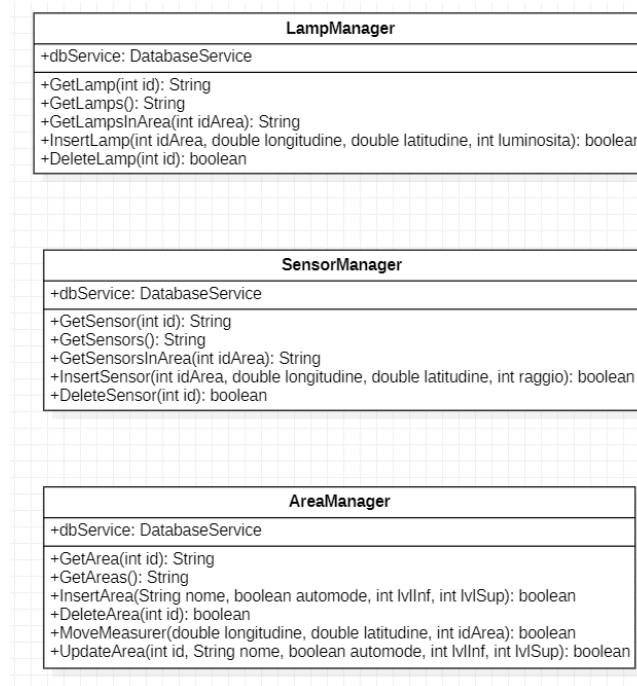 LampManager
+dbService: DatabaseService
+GetLamp(int id): String
+GetLamps(): String
+GetLampsInArea(int idArea): String
+InsertLamp(int idArea, double longitudine, double latitudine, int luminosita): boolean
+DeleteLamp(int id): boolean
SensorManager
+dbService: DatabaseService
+GetSensor(int id): String
+GetSensors(): String
+GetSensorsInArea(int idArea): String
+InsertSensor(int idArea, double longitudine, double latitudine, int raggio): boolean
+DeleteSensor(int id): boolean
AreaManager
+dbService: DatabaseService
+GetArea(int id): String
+GetAreas(): String
+InsertArea(String nome, boolean automode, int lvlInf, int lvlSup): boolean
+DeleteArea(int id): boolean
+MoveMeasurer(double longitudine, double latitudine, int idArea): boolean
+UpdateArea(int id, String nome, boolean automode, int lvlInf, int lvlSup): boolean